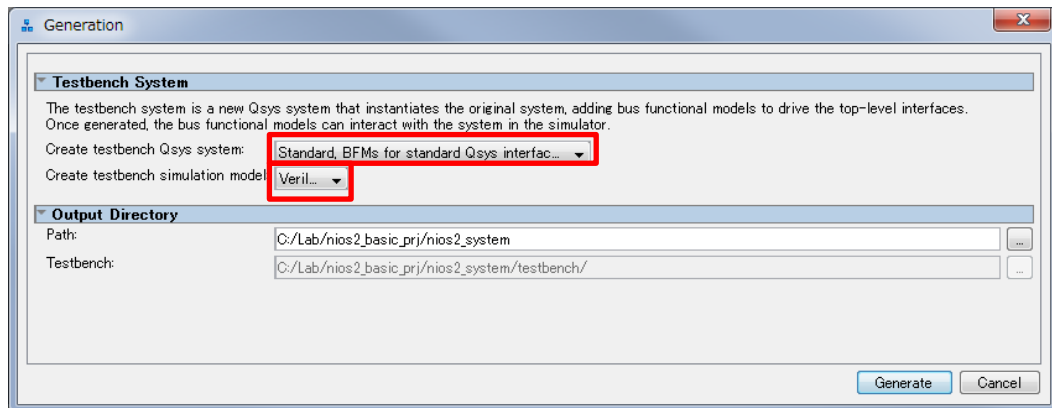 Generation
Testbench System
The testbench system is a new Qsys system that instantiates the original system, adding bus functional models to drive the top-level interfaces.
Once generated, the bus functional models can interact with the system in the simulator.
Create testbench Qsys system: Standard, BFMs for standard Qsys interfac...
Create testbench simulation model Veril...
Output Directory
Path: C:/Lab/nios2_basic_prj/nios2_system ...
Testbench: C:/Lab/nios2_basic_prj/nios2_system/testbench/ ...
Generate Cancel